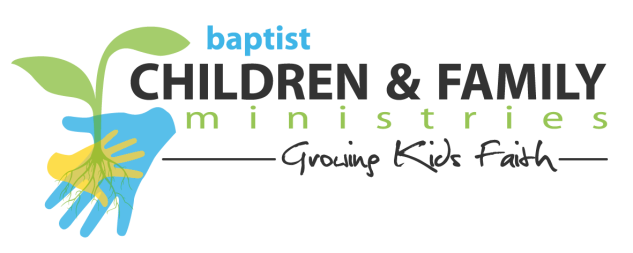 baptist
CHILDREN & FAMILY
ministries
Growing Kids Faith